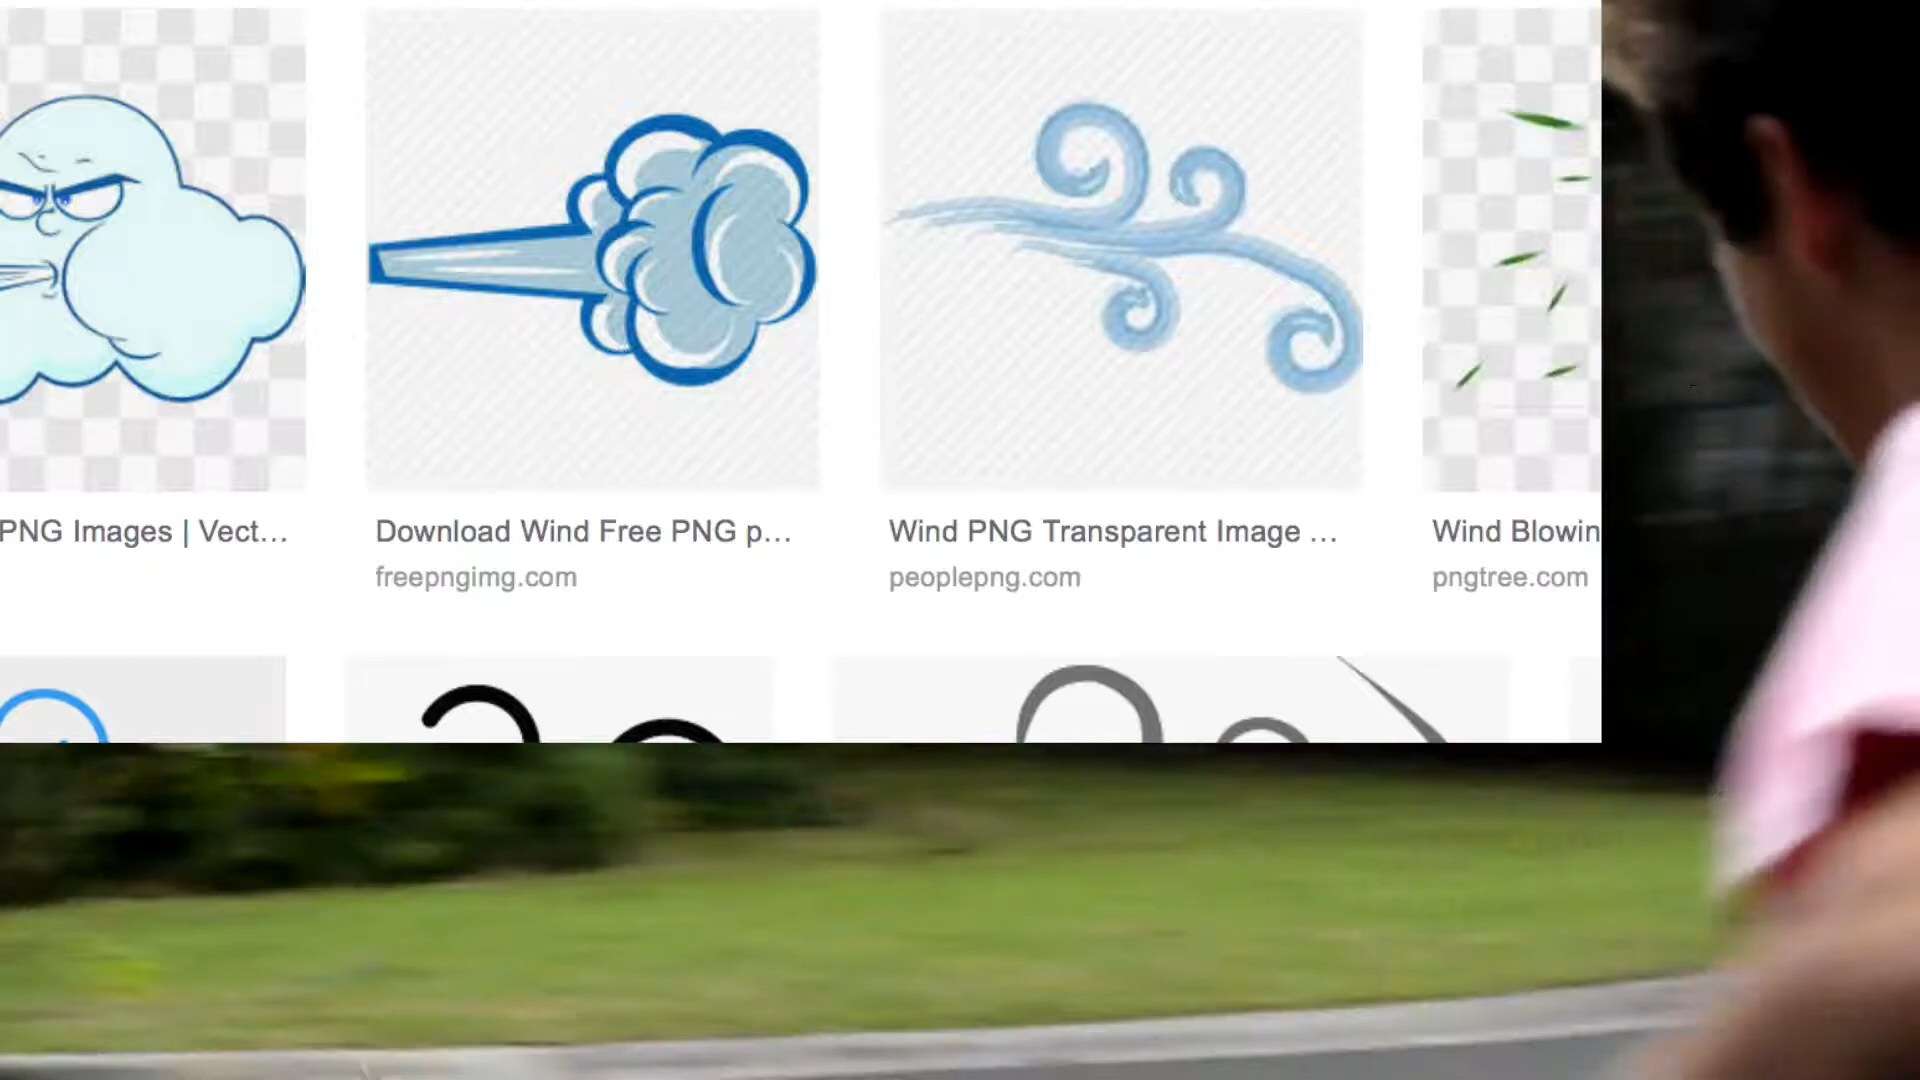 PNG Images | Vect...
Download Wind Free PNG p...
Wind PNG Transparent Image ...
Wind Blowin
freepngimg.com
peoplepng.com
pngtree.com